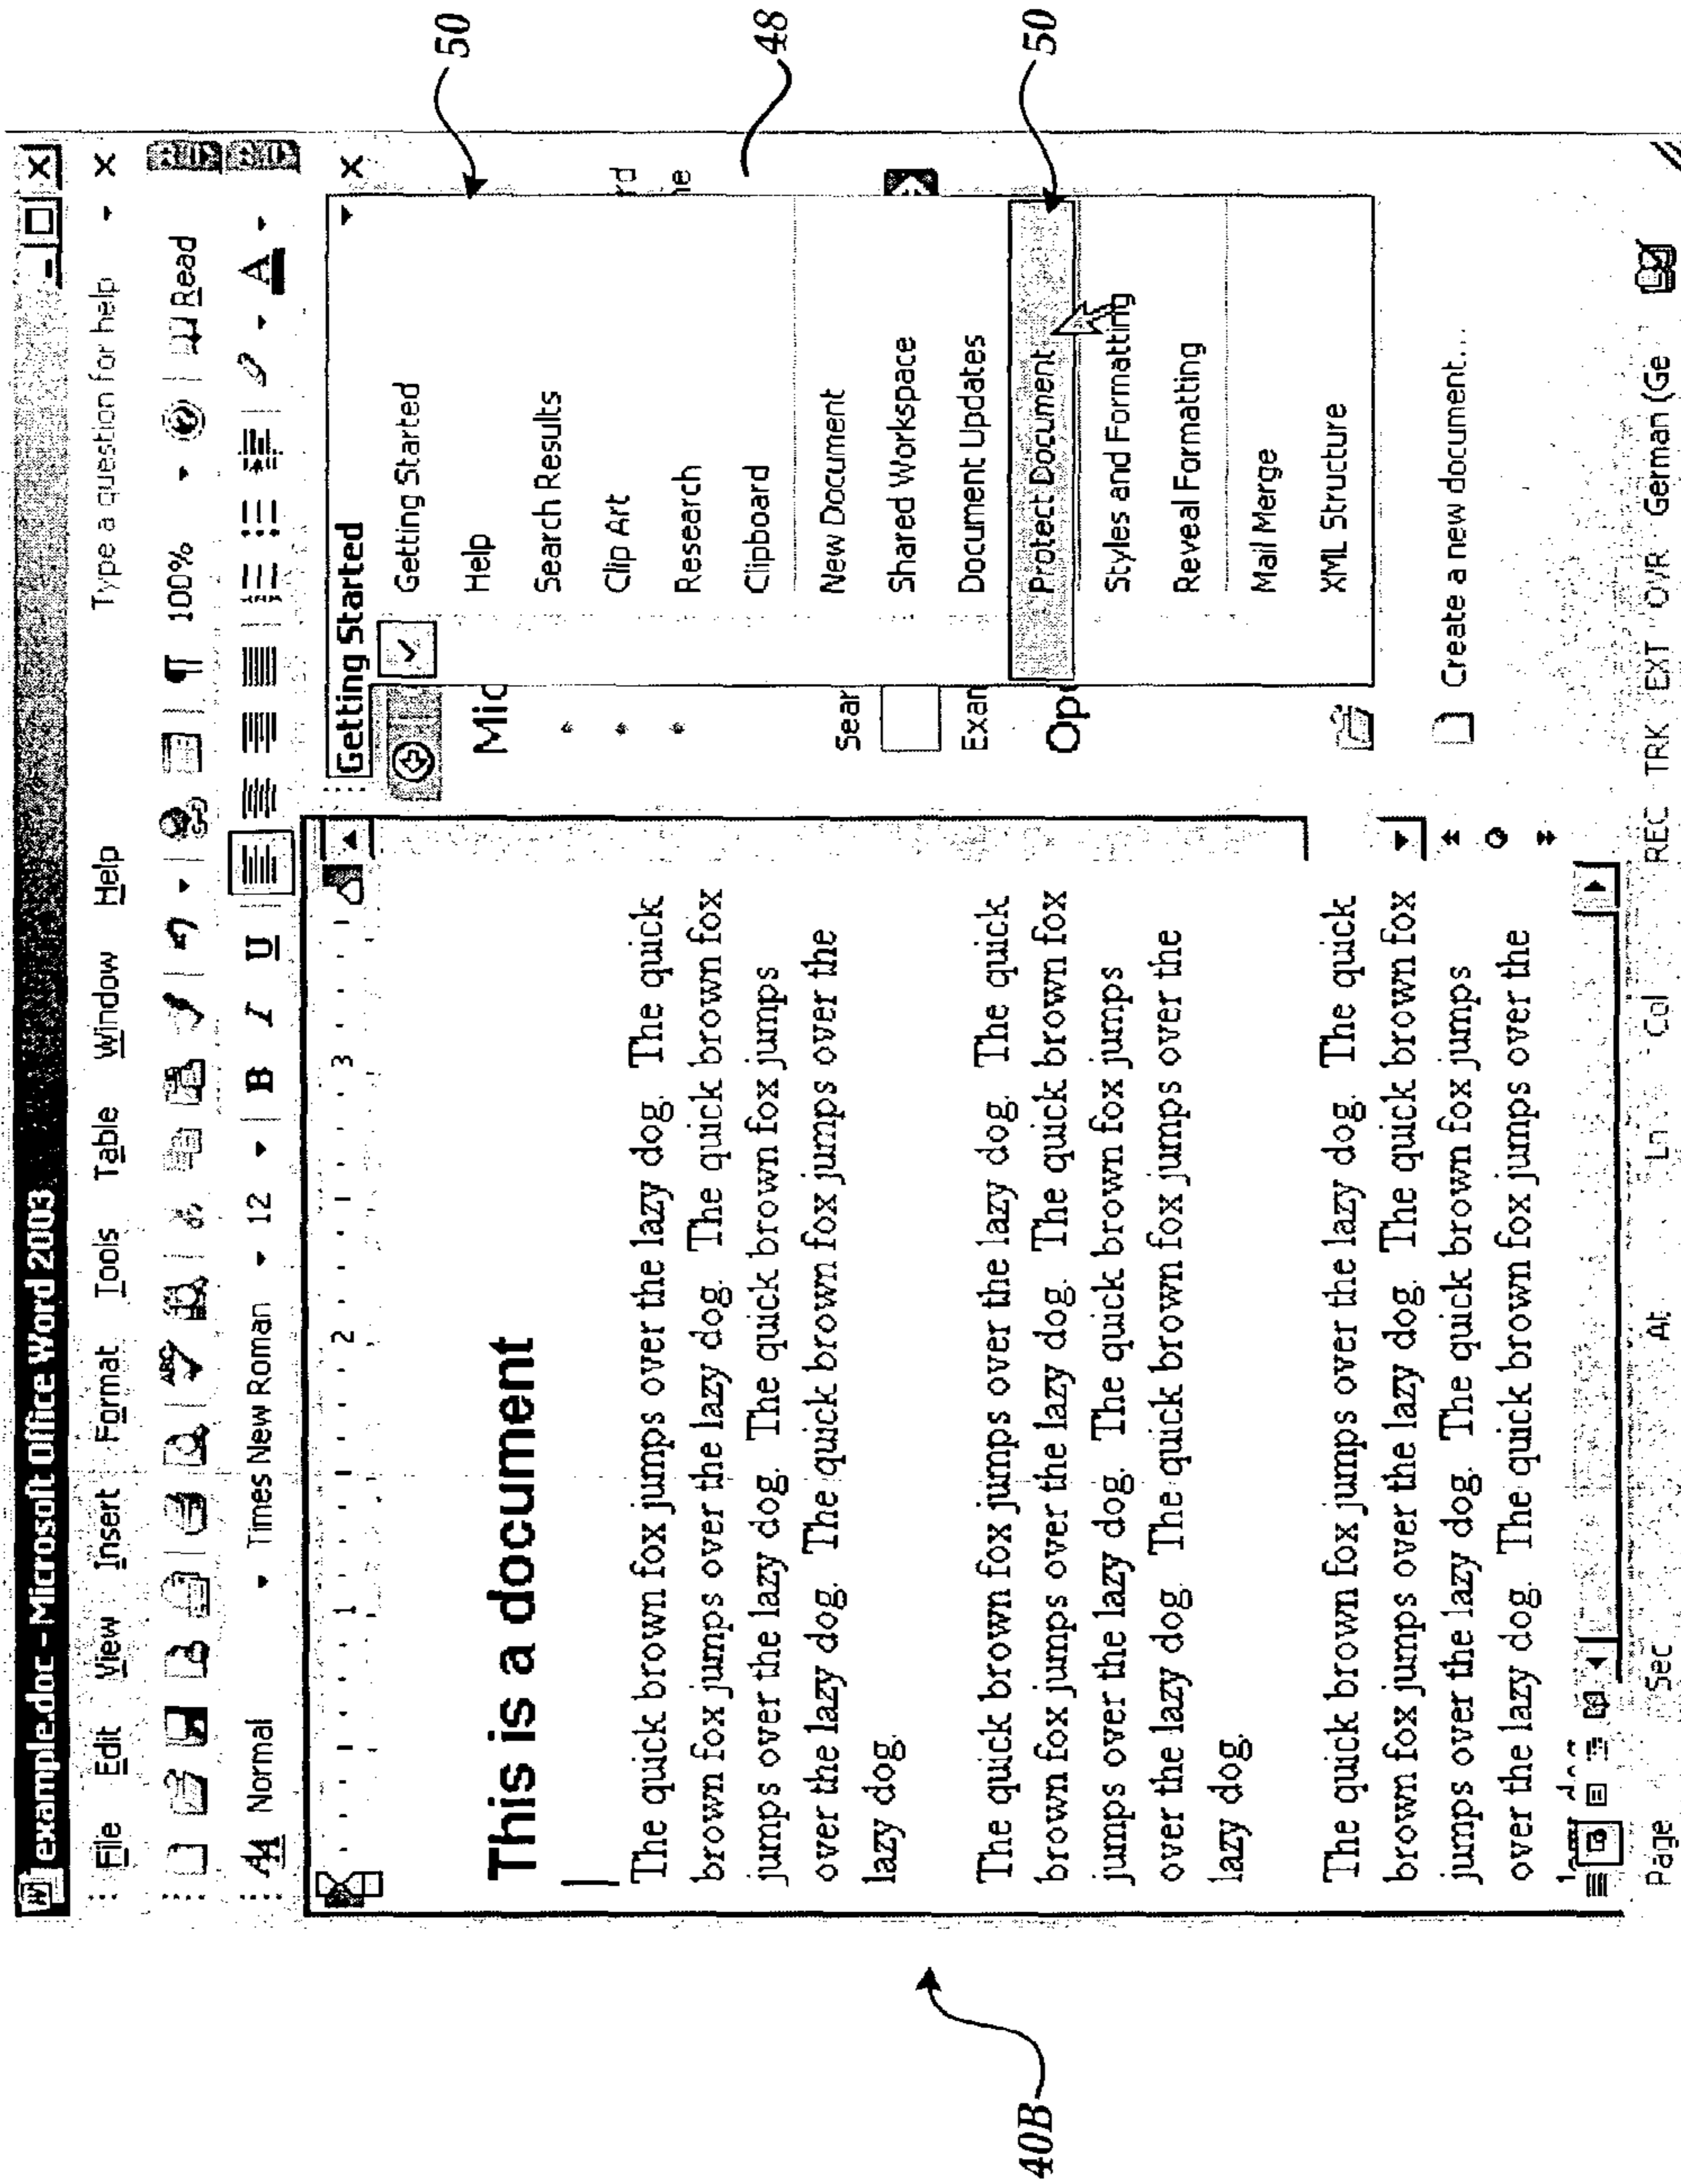 example.doc - Microsoft Office Word 2003
File Edit View Insert Format Tools Table Window Help Type a question for help
ABC 100% Read
Normal Times New Roman 12 B I U A
1 2 3
Getting Started
Getting Started
Help
Search Results
Clip Art
Research
Clipboard
New Document
Shared Workspace
Document Updates
Protect Document
Styles and Formatting
Reveal Formatting
Mail Merge
XML Structure
Mic
rd
ne
Sear
Exam
Op
Create a new document...
This is a document
The quick brown fox jumps over the lazy dog. The quick
brown fox jumps over the lazy dog. The quick brown fox
jumps over the lazy dog. The quick brown fox jumps
over the lazy dog. The quick brown fox jumps over the
lazy dog.
The quick brown fox jumps over the lazy dog. The quick
brown fox jumps over the lazy dog. The quick brown fox
jumps over the lazy dog. The quick brown fox jumps
over the lazy dog. The quick brown fox jumps over the
lazy dog.
The quick brown fox jumps over the lazy dog. The quick
brown fox jumps over the lazy dog. The quick brown fox
jumps over the lazy dog. The quick brown fox jumps
over the lazy dog. The quick brown fox jumps over the
Page Sec At Ln Col REC TRK EXT OVR German (Ge
50
48
50
40B